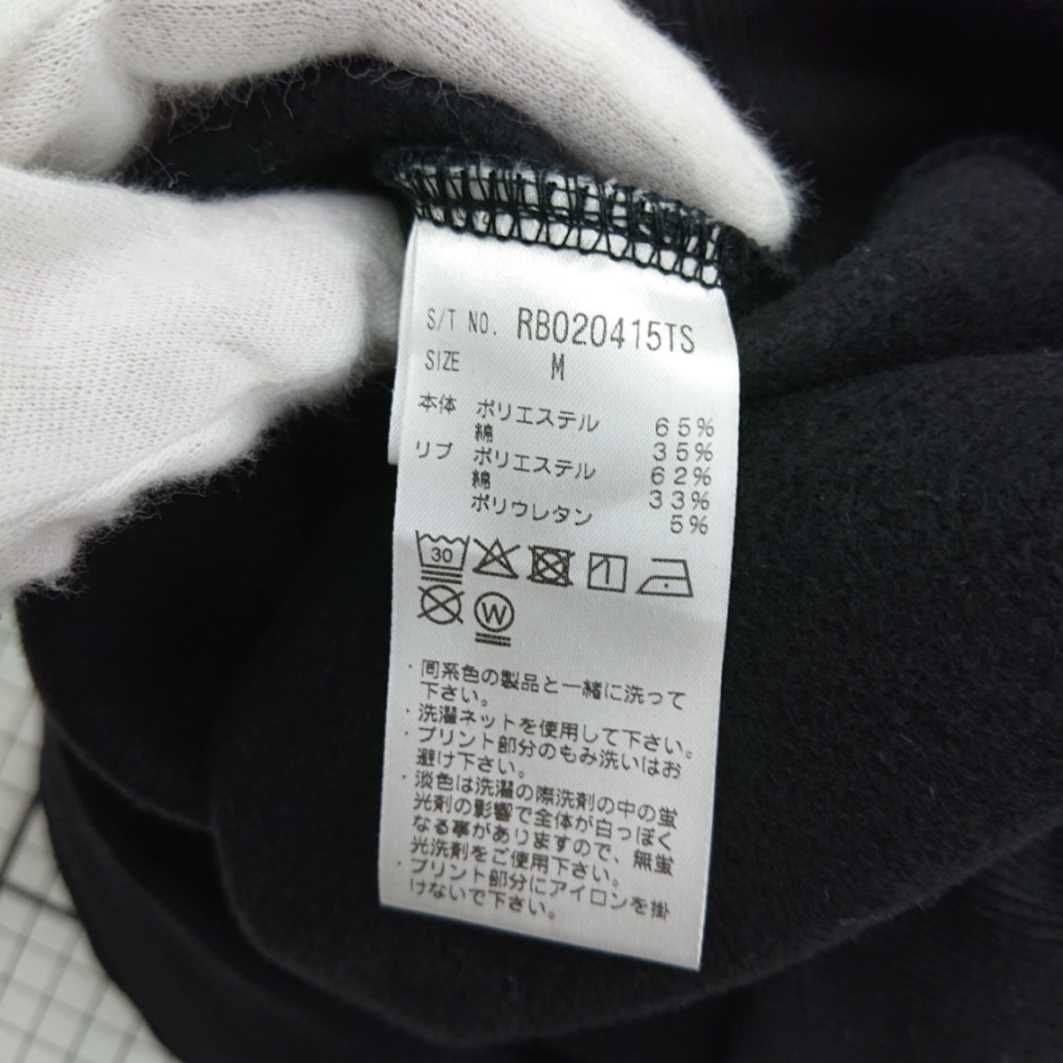 S/T NO. RB020415TS
SIZE M
本体 ポリエステル 65%
綿 35%
リブ ポリエステル 62%
綿 33%
ポリウレタン 5%
30
W
・同系色の製品と一緒に洗って
下さい。
・洗濯ネットを使用して下さい。
・プリント部分のもみ洗いはお
避け下さい。
・淡色は洗濯の際洗剤の中の蛍
光剤の影響で全体が白っぽく
なる事がありますので、無蛍
光洗剤をご使用下さい。
・プリント部分にアイロンを掛
けないで下さい。